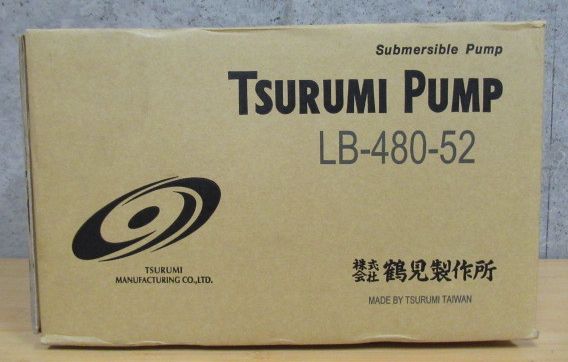 Submersible Pump
TSURUMI PUMP
LB-480-52
TSURUMI
MANUFACTURING CO.,LTD.
株式会社 鶴見製作所
MADE BY TSURUMI TAIWAN